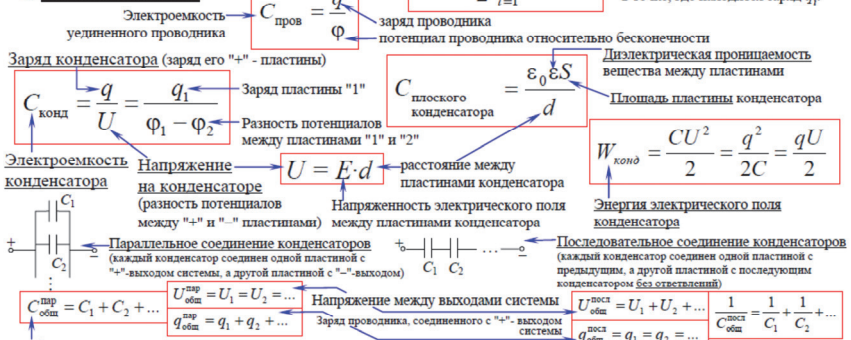 Электроемкость
уединенного проводника
C пров = q / φ
заряд проводника
потенциал проводника относительно бесконечности
Диэлектрическая проницаемость
вещества между пластинами
Заряд конденсатора (заряд его "+" - пластины)
C конд = q / U = q₁ / (φ₁ − φ₂)
Заряд пластины "1"
Разность потенциалов
между пластинами "1" и "2"
C плоского конденсатора = ε₀εS / d
Площадь пластины конденсатора
W конд = CU² / 2 = q² / 2C = qU / 2
Электроемкость
конденсатора
Напряжение
на конденсаторе
(разность потенциалов
между "+" и "–" пластинами)
U = E·d
расстояние между
пластинами конденсатора
Напряженность электрического поля
между пластинами конденсатора
Энергия электрического поля
конденсатора
C₁
+ –
C₂
Параллельное соединение конденсаторов
(каждый конденсатор соединен одной пластиной с
"+"-выходом системы, а другой пластиной с "–"-выходом)
+ ... –
C₁ C₂
Последовательное соединение конденсаторов
(каждый конденсатор соединен одной пластиной с
предыдущим, а другой пластиной с последующим
конденсатором без ответвлений)
C общ пар = C₁ + C₂ + ...
U общ пар = U₁ = U₂ = ...
q общ пар = q₁ + q₂ + ...
Напряжение между выходами системы
Заряд проводника, соединенного с "+"- выходом
системы
U общ посл = U₁ + U₂ + ...
q общ посл = q₁ = q₂ = ...
1 / C общ посл = 1 / C₁ + 1 / C₂ + ...